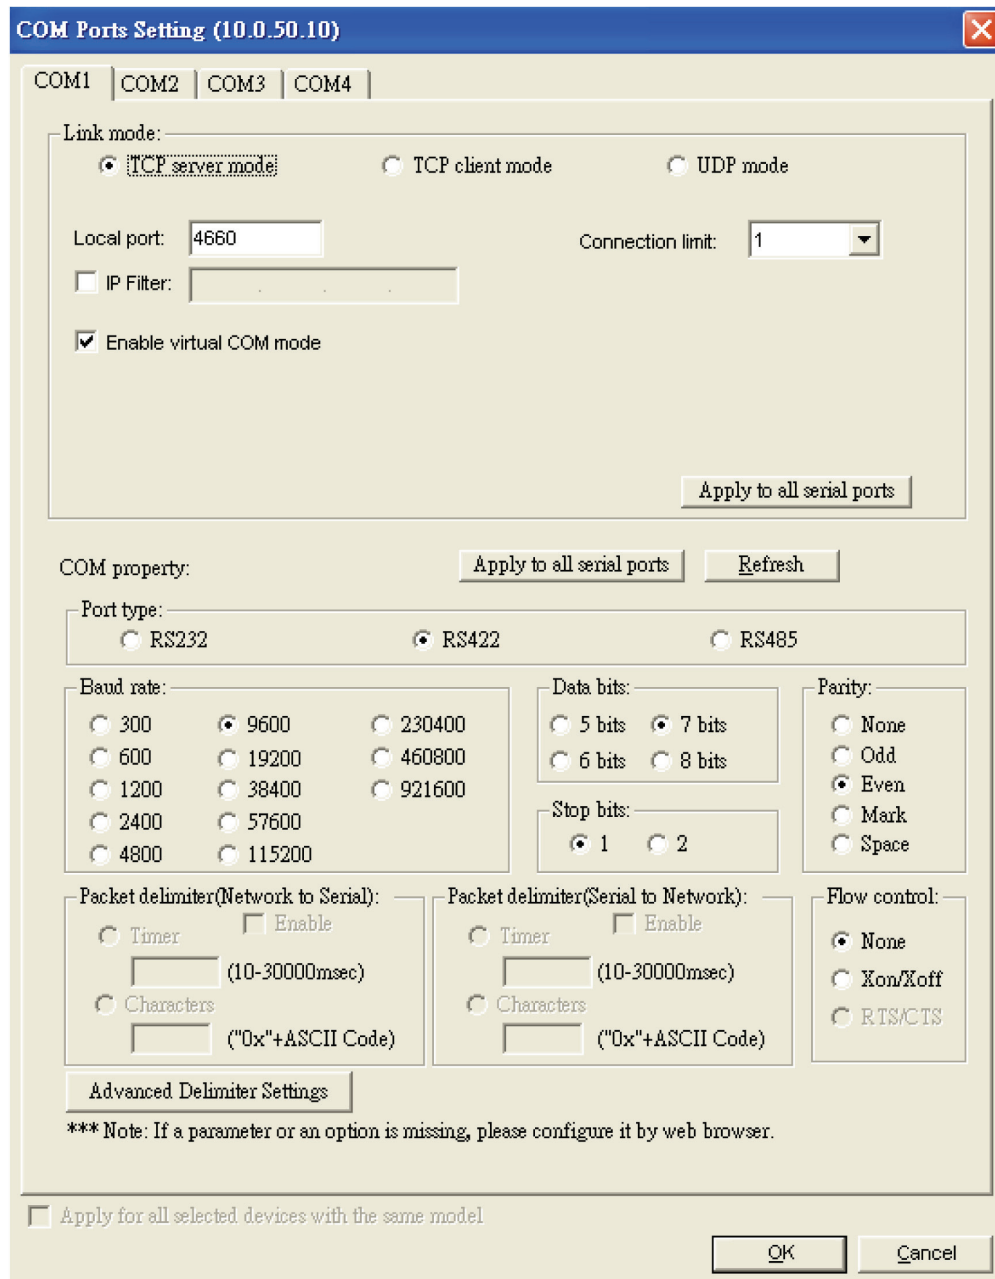 COM Ports Setting (10.0.50.10)
COM1 COM2 COM3 COM4
Link mode:
TCP server mode TCP client mode UDP mode
Local port: 4660 Connection limit: 1
IP Filter: . . .
Enable virtual COM mode
Apply to all serial ports
COM property: Apply to all serial ports Refresh
Port type:
RS232 RS422 RS485
Baud rate: Data bits: Parity:
300 9600 230400 5 bits 7 bits None
600 19200 460800 6 bits 8 bits Odd
1200 38400 921600 Even
2400 57600 Stop bits: Mark
4800 115200 1 2 Space
Packet delimiter(Network to Serial): Packet delimiter(Serial to Network): Flow control:
Timer Enable Timer Enable None
(10-30000msec) (10-30000msec) Xon/Xoff
Characters Characters RTS/CTS
("0x"+ASCII Code) ("0x"+ASCII Code)
Advanced Delimiter Settings
*** Note: If a parameter or an option is missing, please configure it by web browser.
Apply for all selected devices with the same model
OK Cancel